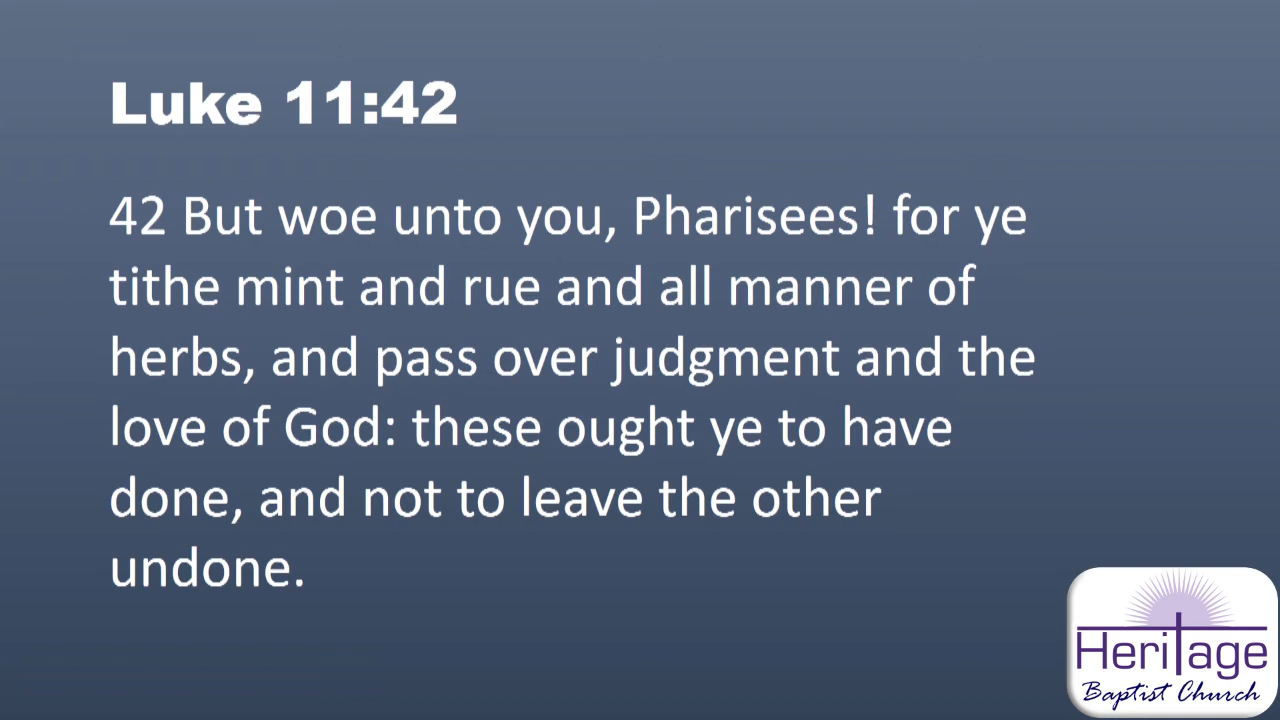 Luke 11:42
42 But woe unto you, Pharisees! for ye
tithe mint and rue and all manner of
herbs, and pass over judgment and the
love of God: these ought ye to have
done, and not to leave the other
undone.
Heritage
Baptist Church